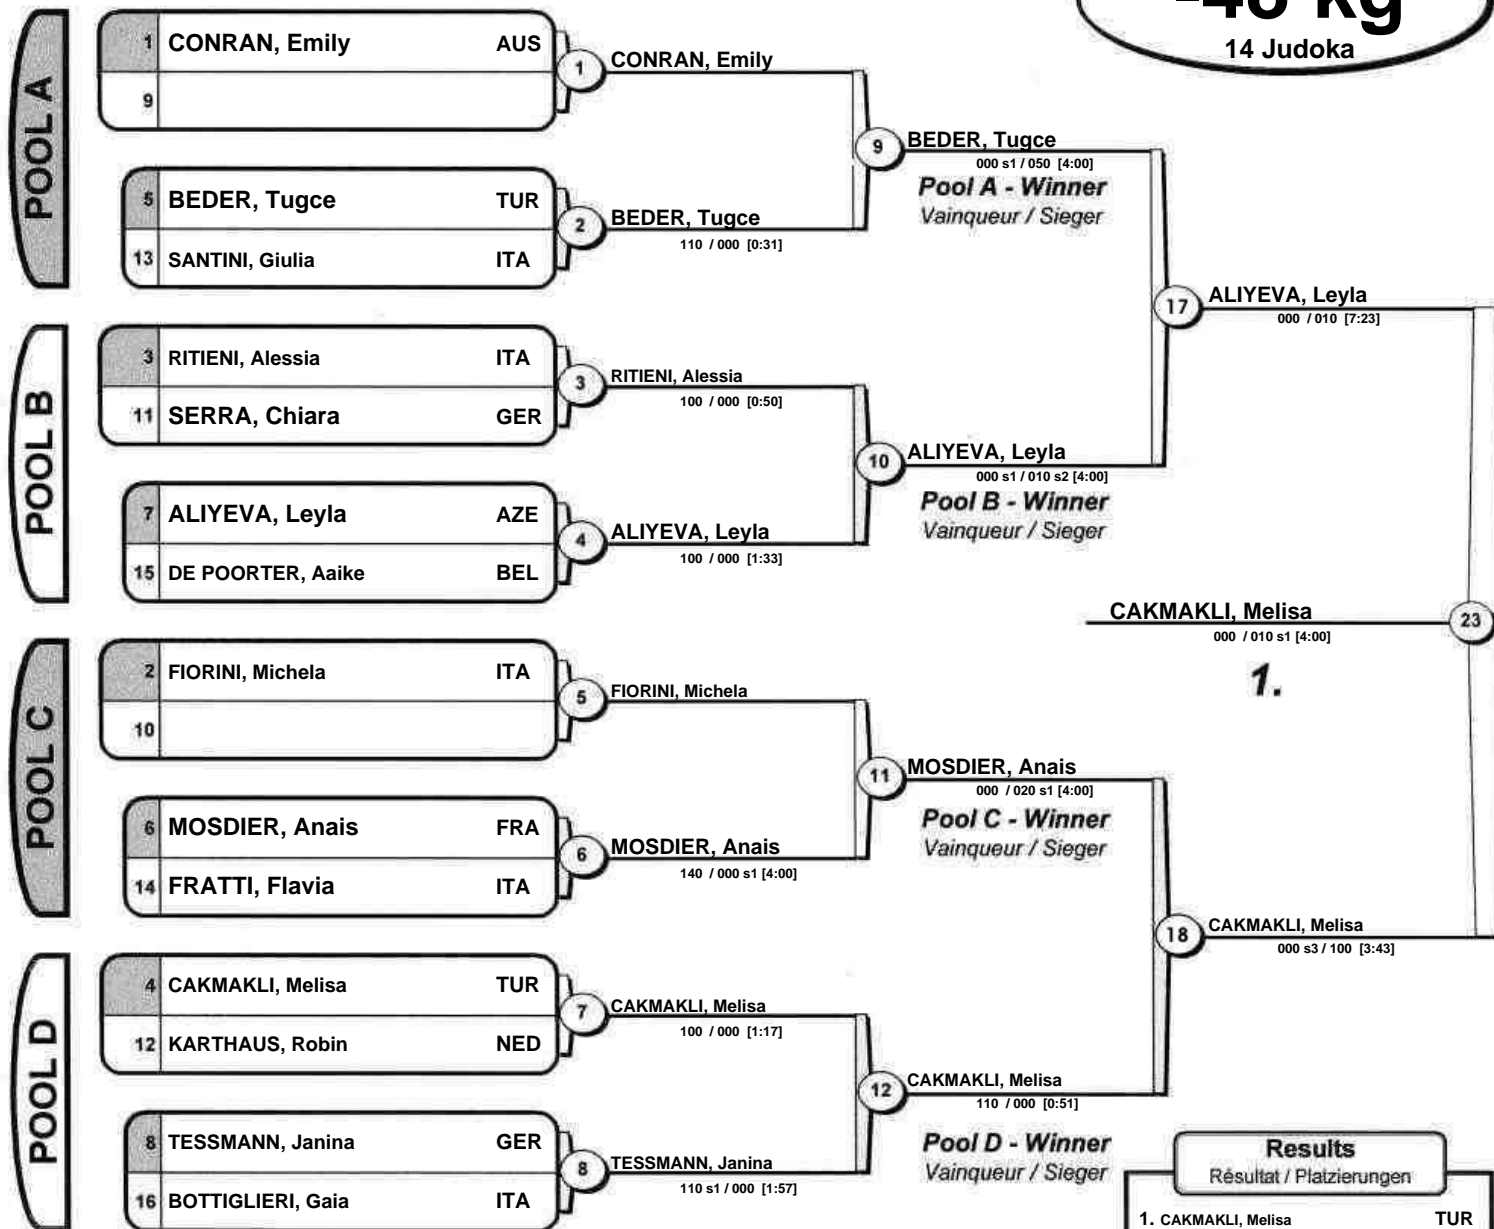 -48 kg
14 Judoka
POOL A
1 CONRAN, Emily AUS
9
1 CONRAN, Emily
5 BEDER, Tugce TUR
13 SANTINI, Giulia ITA
2 BEDER, Tugce
110 / 000 [0:31]
9 BEDER, Tugce
000 s1 / 050 [4:00]
Pool A - Winner
Vainqueur / Sieger
POOL B
3 RITIENI, Alessia ITA
11 SERRA, Chiara GER
3 RITIENI, Alessia
100 / 000 [0:50]
7 ALIYEVA, Leyla AZE
15 DE POORTER, Aaike BEL
4 ALIYEVA, Leyla
100 / 000 [1:33]
10 ALIYEVA, Leyla
000 s1 / 010 s2 [4:00]
Pool B - Winner
Vainqueur / Sieger
17 ALIYEVA, Leyla
000 / 010 [7:23]
CAKMAKLI, Melisa 23
000 / 010 s1 [4:00]
1.
POOL C
2 FIORINI, Michela ITA
10
5 FIORINI, Michela
6 MOSDIER, Anais FRA
14 FRATTI, Flavia ITA
6 MOSDIER, Anais
140 / 000 s1 [4:00]
11 MOSDIER, Anais
000 / 020 s1 [4:00]
Pool C - Winner
Vainqueur / Sieger
18 CAKMAKLI, Melisa
000 s3 / 100 [3:43]
POOL D
4 CAKMAKLI, Melisa TUR
12 KARTHAUS, Robin NED
7 CAKMAKLI, Melisa
100 / 000 [1:17]
8 TESSMANN, Janina GER
16 BOTTIGLIERI, Gaia ITA
8 TESSMANN, Janina
110 s1 / 000 [1:57]
12 CAKMAKLI, Melisa
110 / 000 [0:51]
Pool D - Winner
Vainqueur / Sieger
Results
Résultat / Platzierungen
1. CAKMAKLI, Melisa TUR